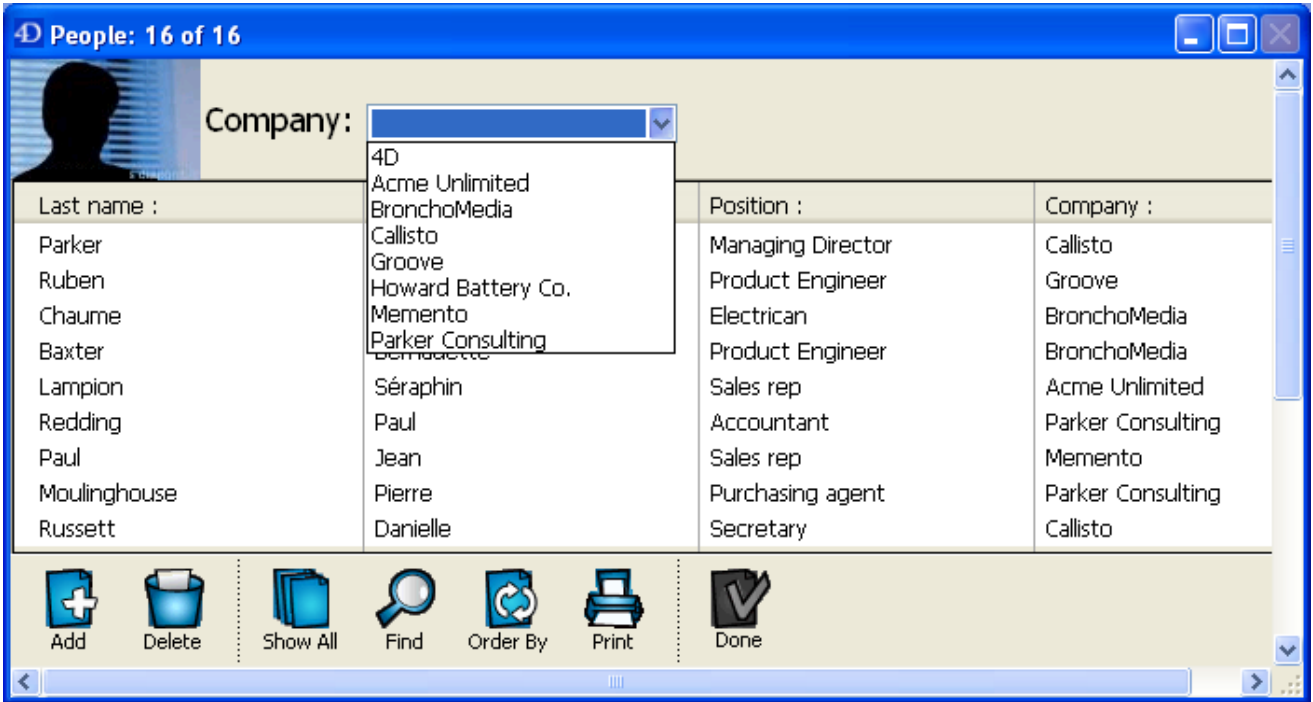 4D People: 16 of 16
Company:
4D
Acme Unlimited
BronchoMedia
Callisto
Groove
Howard Battery Co.
Memento
Parker Consulting
Last name : Position : Company :
Parker Managing Director Callisto
Ruben Product Engineer Groove
Chaume Electrican BronchoMedia
Baxter Product Engineer BronchoMedia
Lampion Séraphin Sales rep Acme Unlimited
Redding Paul Accountant Parker Consulting
Paul Jean Sales rep Memento
Moulinghouse Pierre Purchasing agent Parker Consulting
Russett Danielle Secretary Callisto
Add Delete Show All Find Order By Print Done